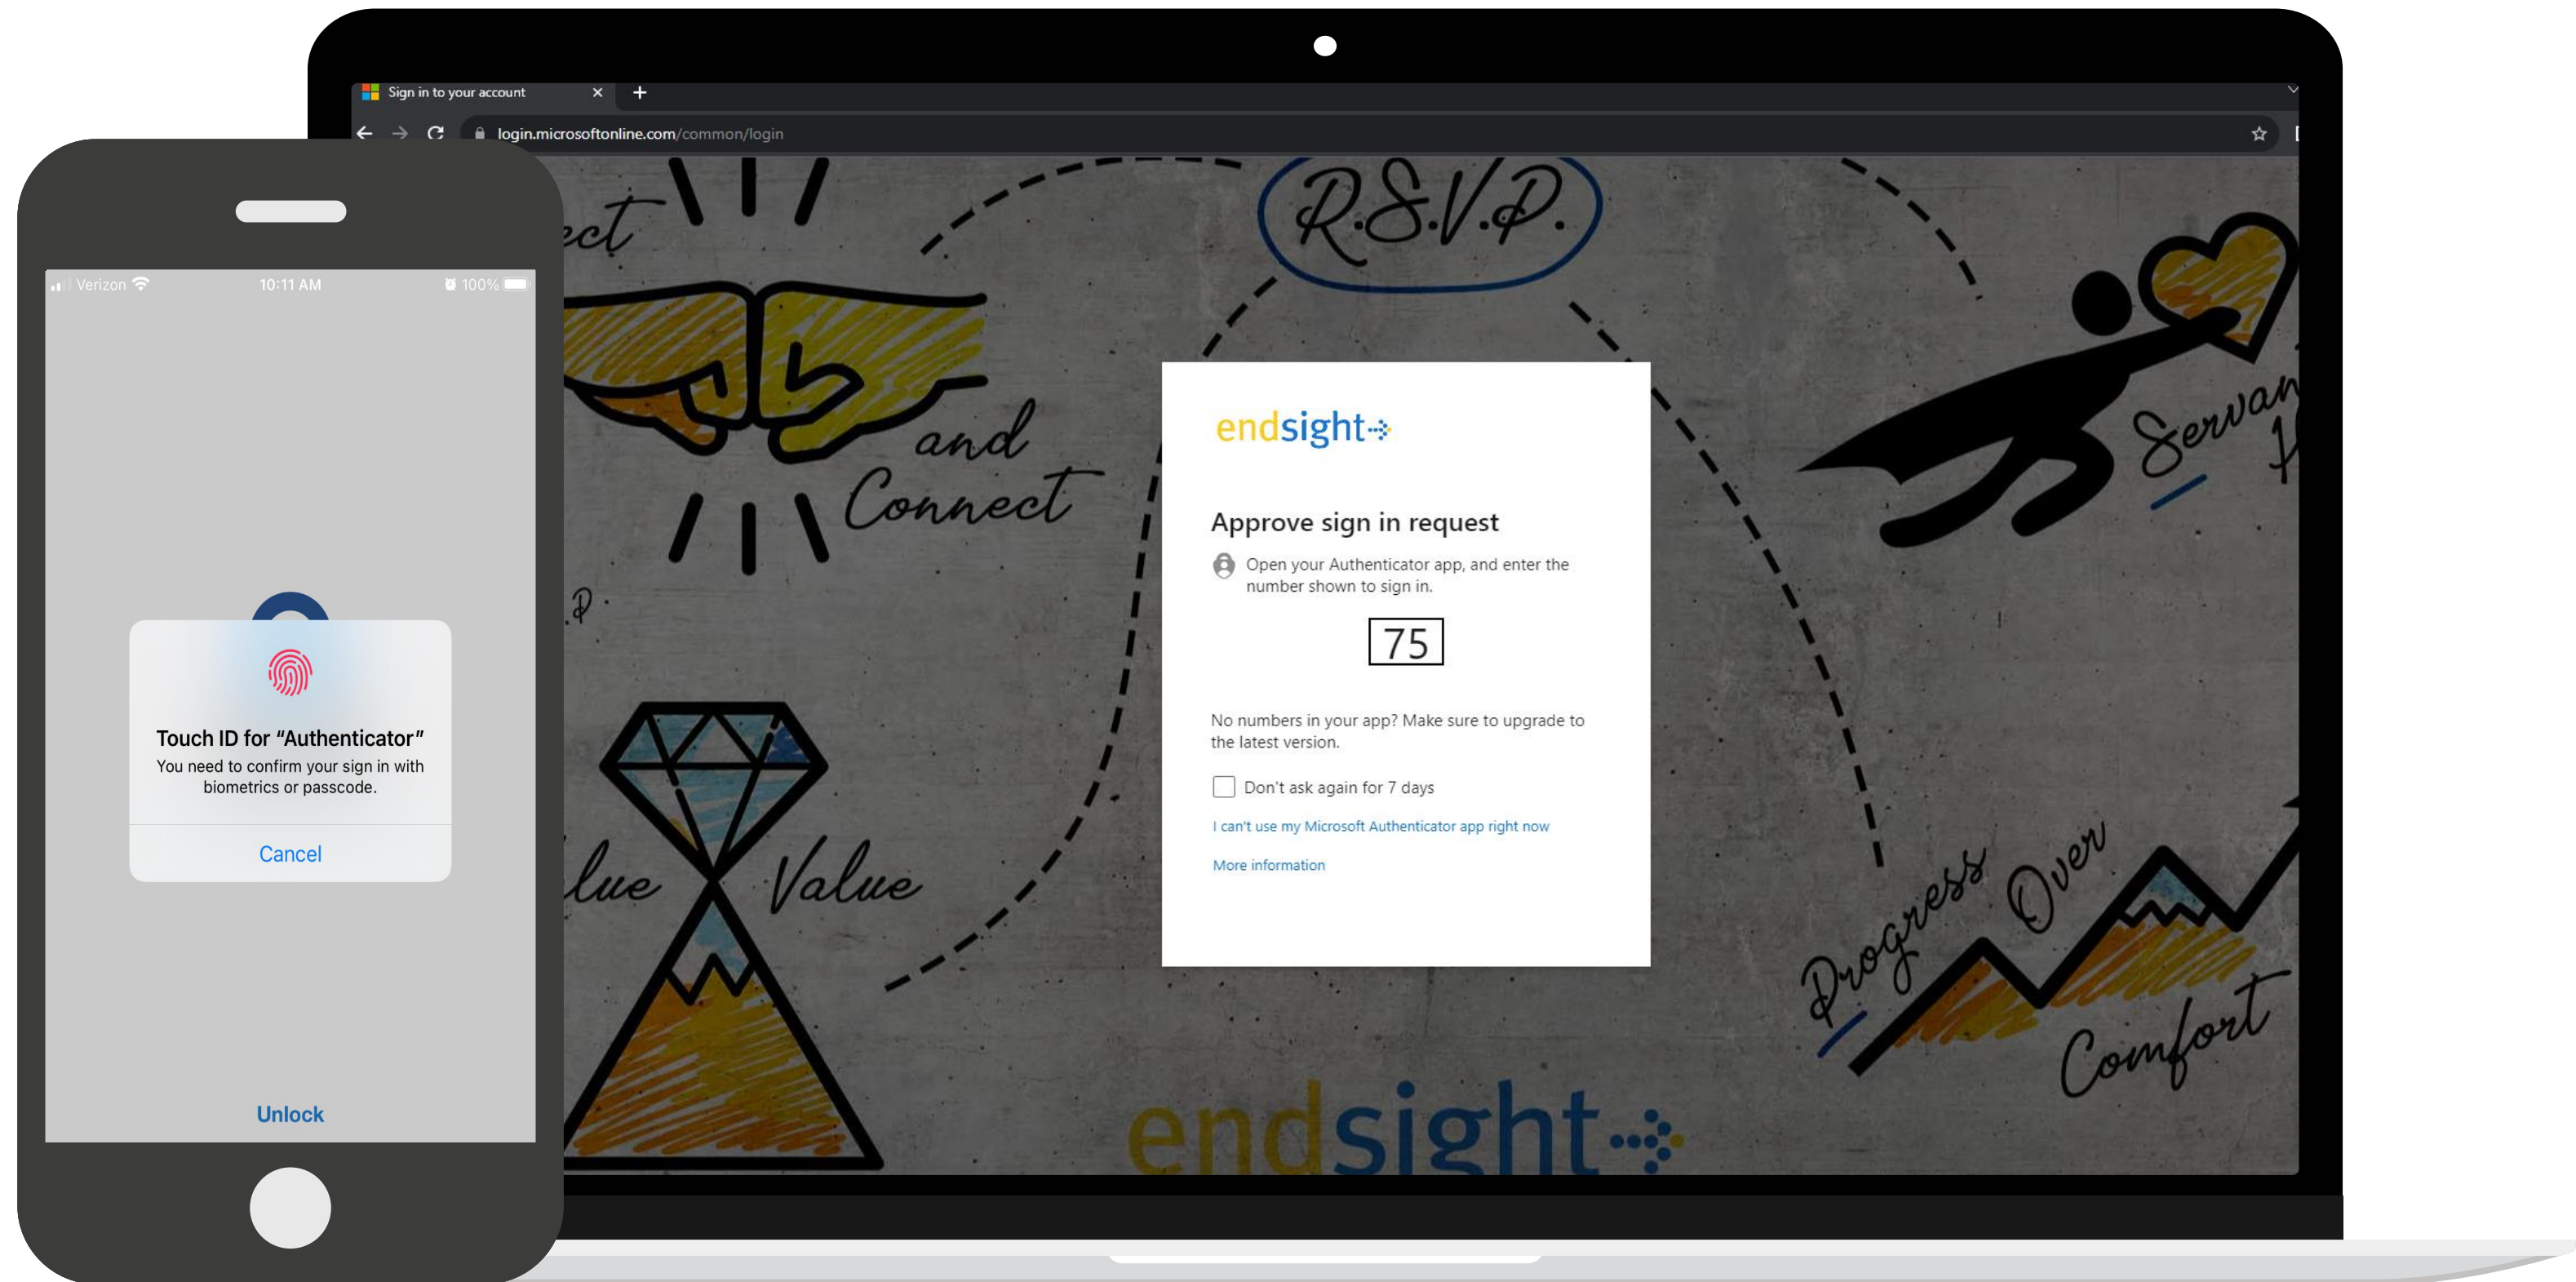 Sign in to your account
login.microsoftonline.com/common/login
Verizon
10:11 AM
100%
Touch ID for “Authenticator”
You need to confirm your sign in with
biometrics or passcode.
Cancel
Unlock
ect
and
Connect
R.S.V.P.
Servan
.P.
lue
Value
endsight
Approve sign in request
Open your Authenticator app, and enter the
number shown to sign in.
75
No numbers in your app? Make sure to upgrade to
the latest version.
Don't ask again for 7 days
I can't use my Microsoft Authenticator app right now
More information
Progress Over
Comfort
endsight